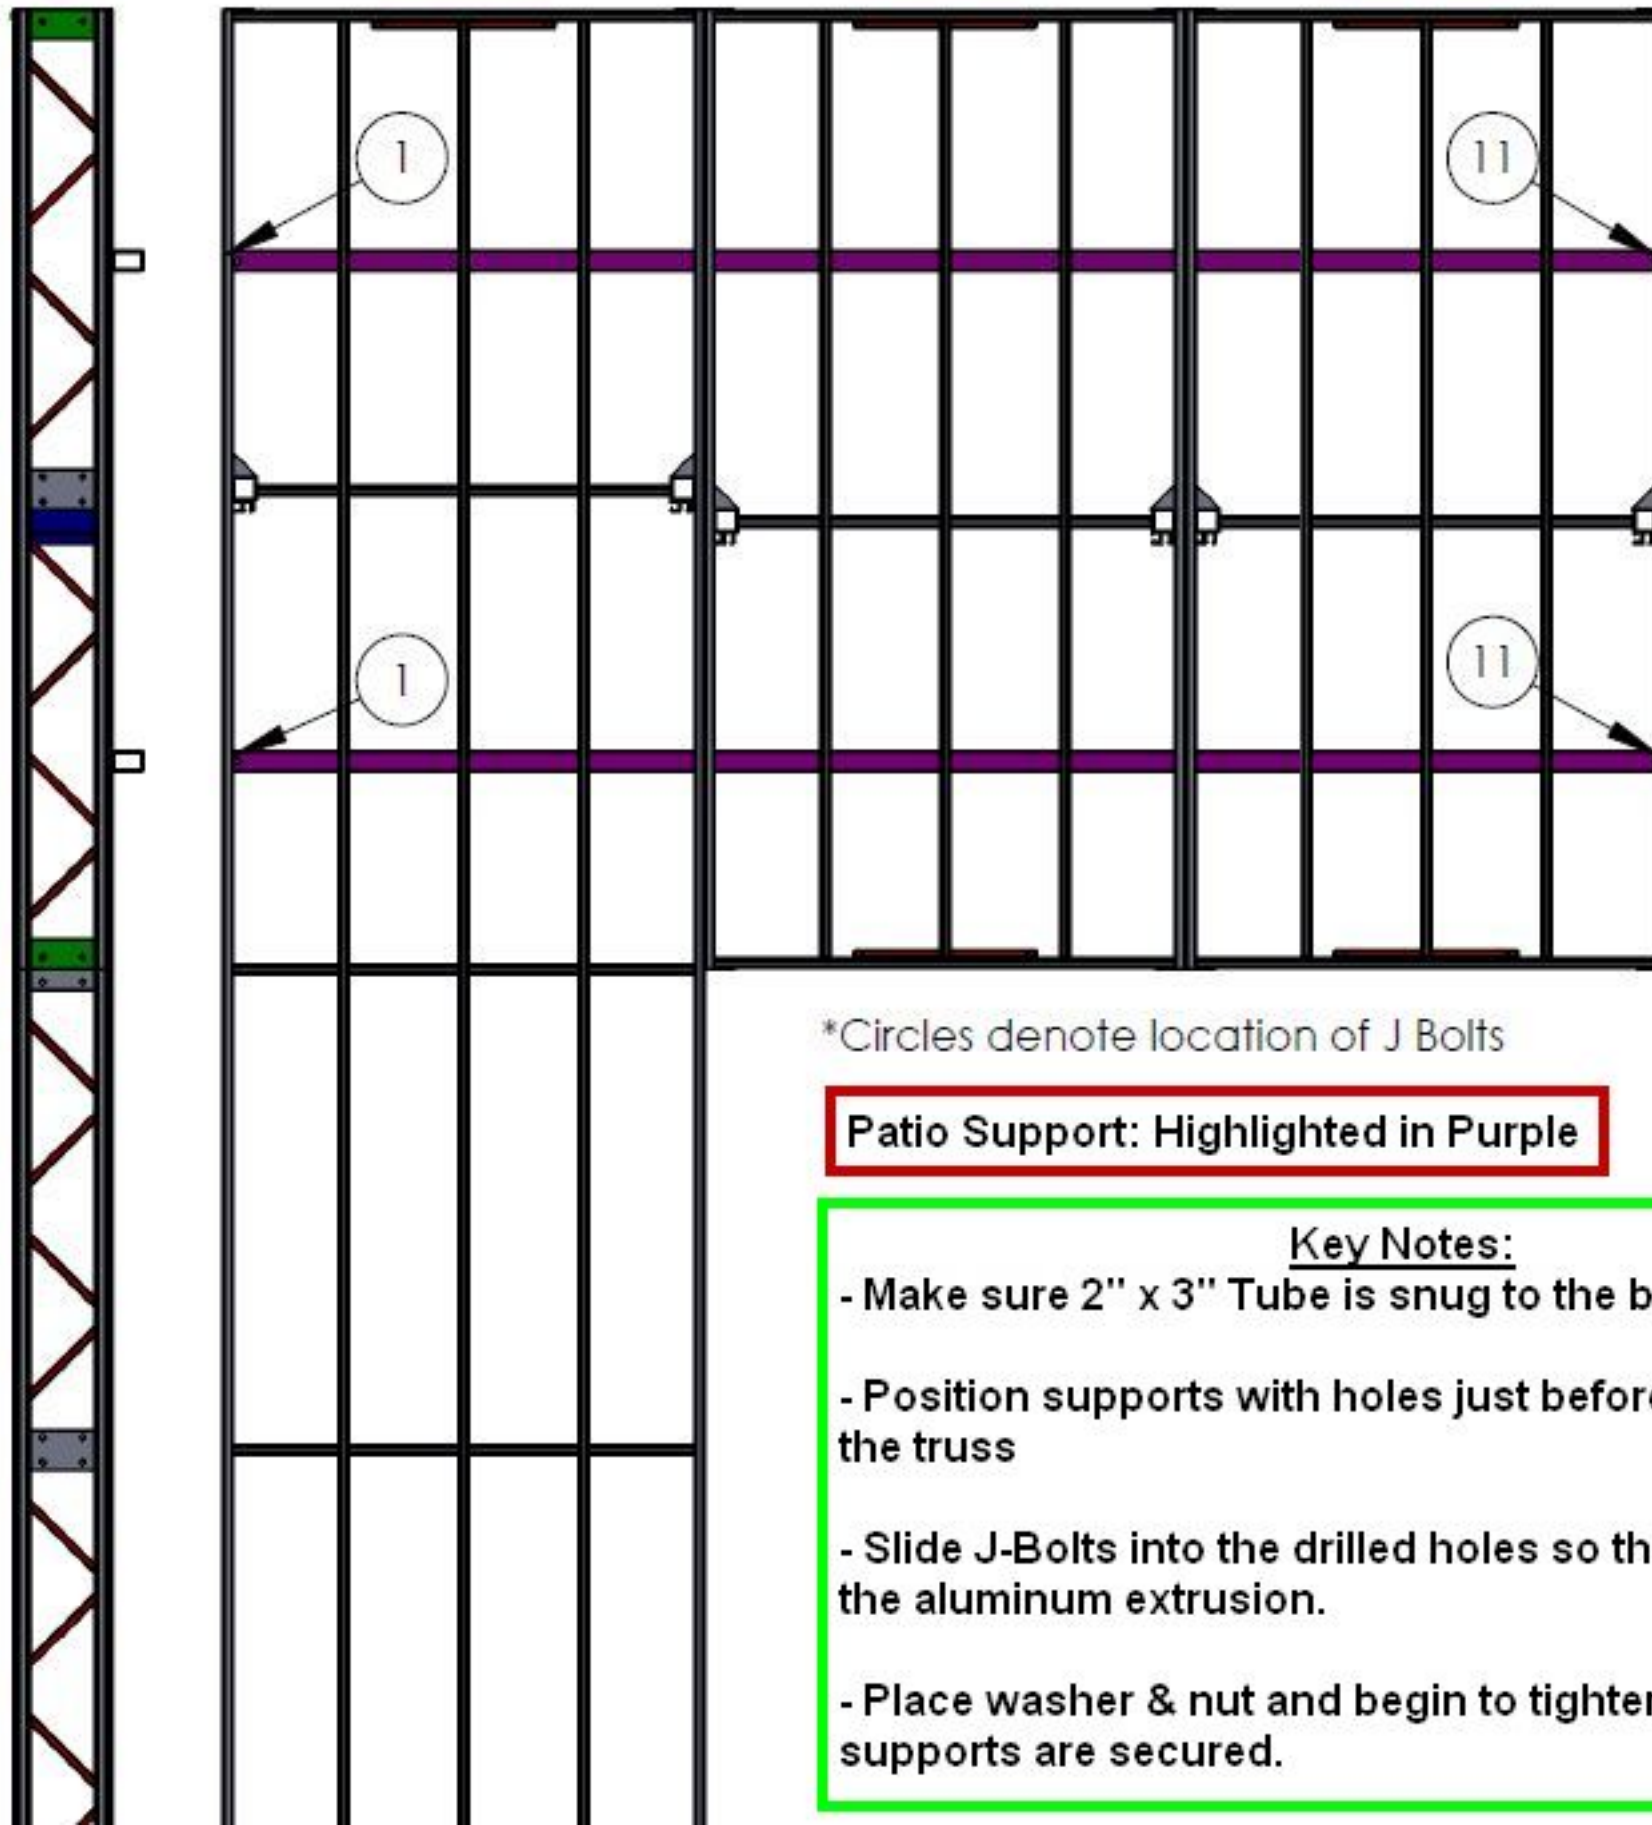 1
11
1
11
*Circles denote location of J Bolts
Patio Support: Highlighted in Purple
Key Notes:
- Make sure 2" x 3" Tube is snug to the
- Position supports with holes just before
the truss
- Slide J-Bolts into the drilled holes so
the aluminum extrusion.
- Place washer & nut and begin to
supports are secured.